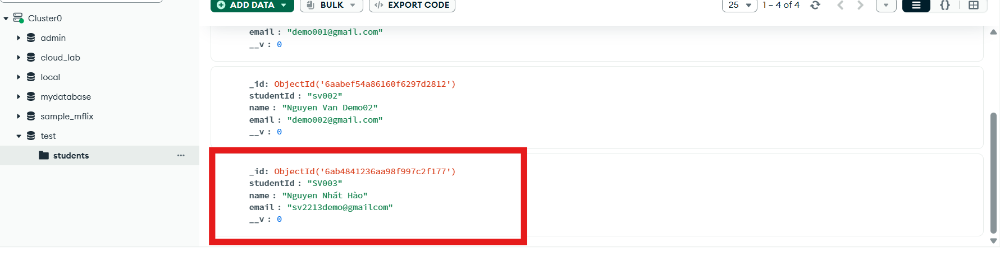 ADD DATA
BULK
EXPORT CODE
25
1 – 4 of 4
{}
Cluster0
admin
cloud_lab
local
mydatabase
sample_mflix
test
students
...
email : "demo001@gmail.com"
__v : 0
_id: ObjectId('6aabef54a86160f6297d2812')
studentId : "sv002"
name : "Nguyen Van Demo02"
email : "demo002@gmail.com"
__v : 0
_id: ObjectId('6ab4841236aa98f997c2f177')
studentId : "SV003"
name : "Nguyen Nhất Hào"
email : "sv2213demo@gmailcom"
__v : 0